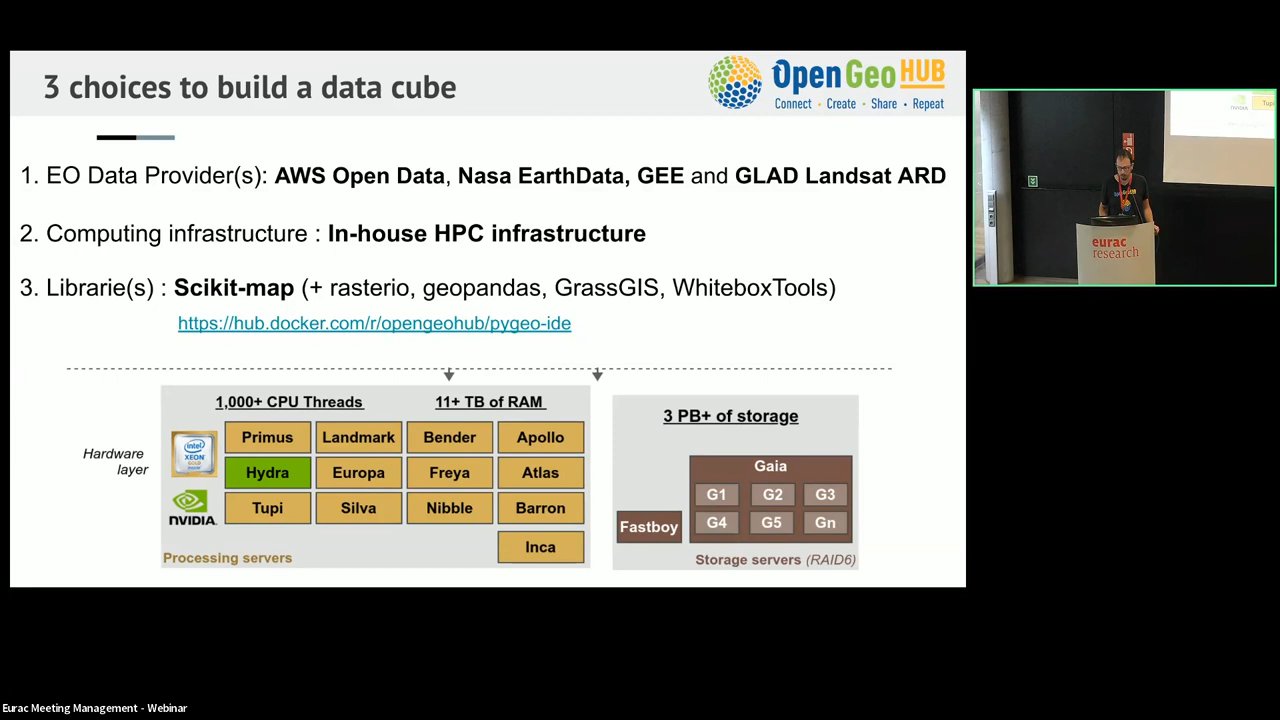 3 choices to build a data cube
OpenGeoHUB
Connect • Create • Share • Repeat
1. EO Data Provider(s): AWS Open Data, Nasa EarthData, GEE and GLAD Landsat ARD
2. Computing infrastructure : In-house HPC infrastructure
3. Librarie(s) : Scikit-map (+ rasterio, geopandas, GrassGIS, WhiteboxTools)
https://hub.docker.com/r/opengeohub/pygeo-ide
Hardware
layer
1,000+ CPU Threads
11+ TB of RAM
intel
XEON
GOLD
NVIDIA
Primus
Landmark
Bender
Apollo
Hydra
Europa
Freya
Atlas
Tupi
Silva
Nibble
Barron
Inca
Processing servers
3 PB+ of storage
Gaia
G1
G2
G3
G4
G5
Gn
Fastboy
Storage servers (RAID6)
eurac
research
Eurac Meeting Management - Webinar